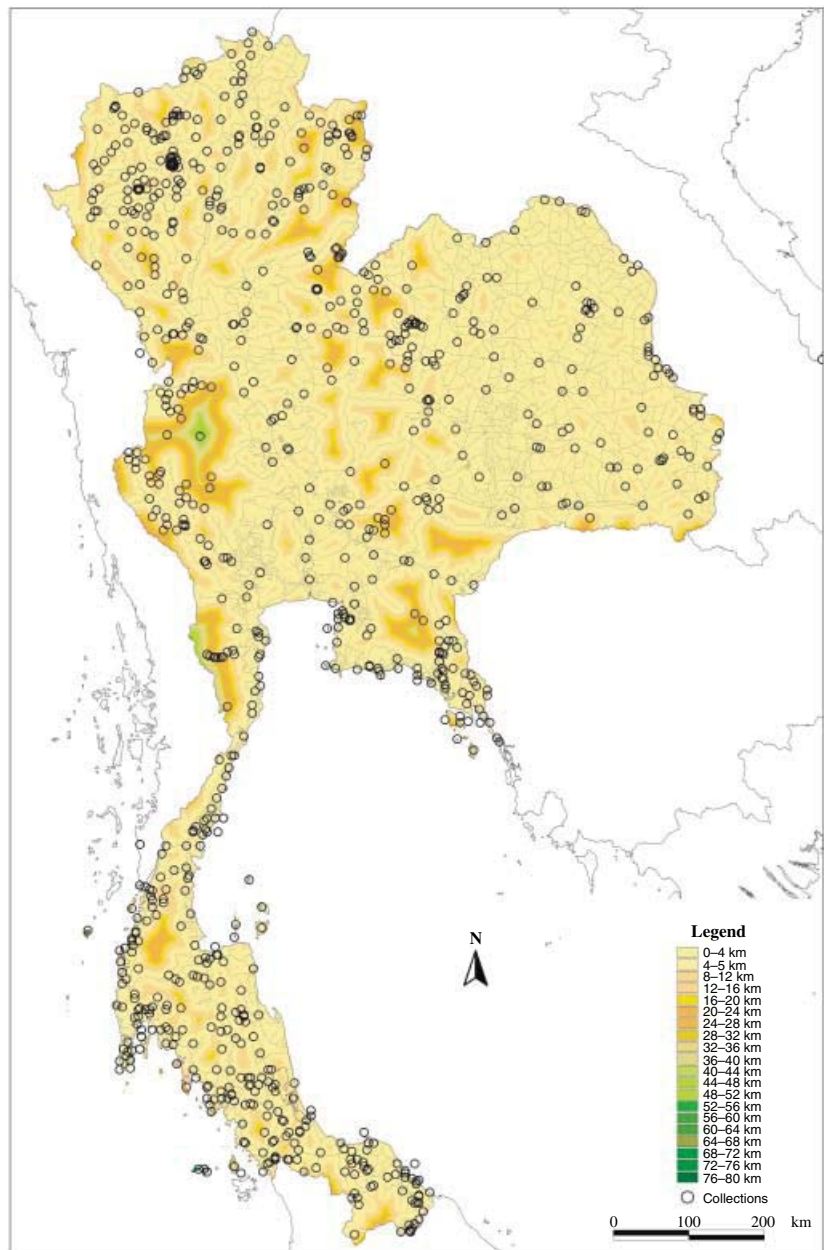 N
Legend
0–4 km
4–5 km
8–12 km
12–16 km
16–20 km
20–24 km
24–28 km
28–32 km
32–36 km
36–40 km
40–44 km
44–48 km
48–52 km
52–56 km
56–60 km
60–64 km
64–68 km
68–72 km
72–76 km
76–80 km
Collections
0 100 200 km